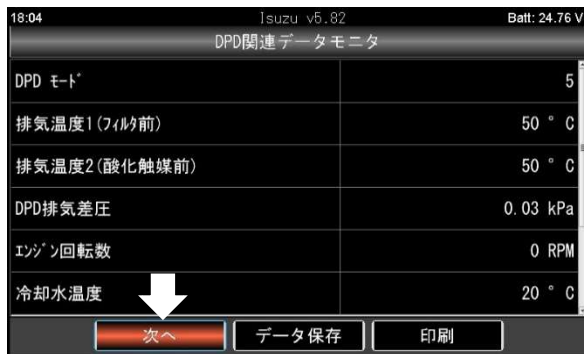 18:04 Isuzu v5.82 Batt: 24.76 V
DPD関連データモニタ
DPD ﾓｰﾄﾞ 5
排気温度1(ﾌｨﾙﾀ前) 50 ° C
排気温度2(酸化触媒前) 50 ° C
DPD排気差圧 0.03 kPa
ｴﾝｼﾞﾝ回転数 0 RPM
冷却水温度 20 ° C
次へ データ保存 印刷